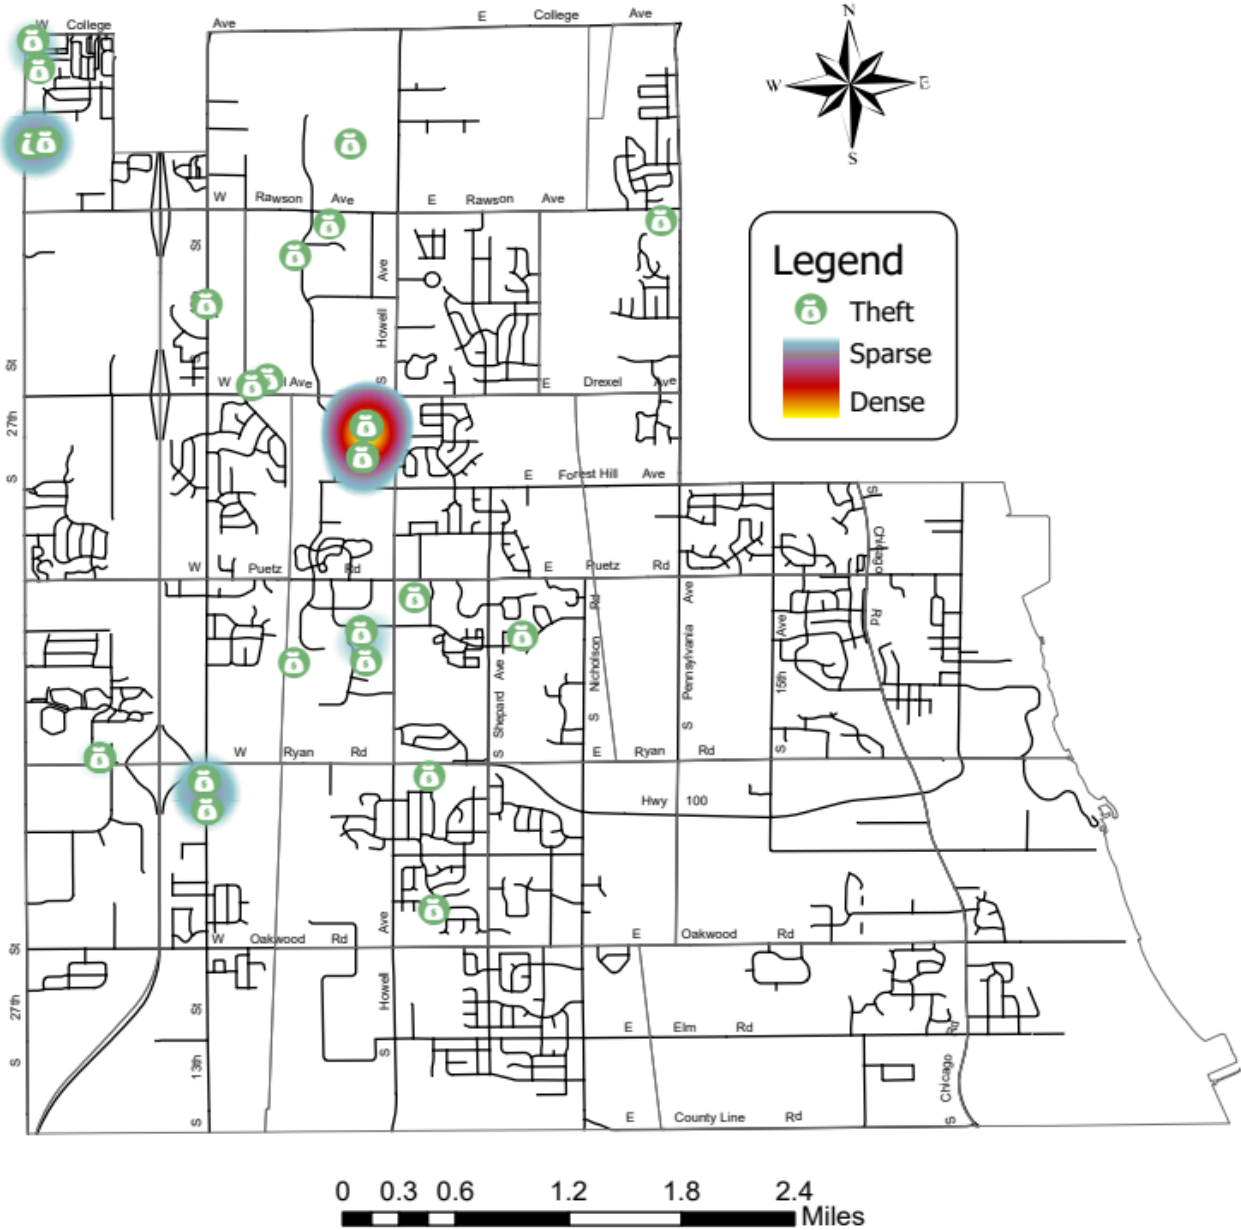 W College Ave E College Ave
N
W E
S
W Rawson Ave E Rawson Ave
St
Ave
Howell
S
Legend
Theft
Sparse
Dense
W Ave E Drexel Ave
S 27th St
E Forest Hill Ave
S Chicago Rd
W Puetz Rd E Puetz Rd
S Shepard Ave
S Nicholson Rd
S Pennsylvania Ave
S 15th Ave
W Ryan Rd E Ryan Rd
Hwy 100
W Oakwood Rd E Oakwood Rd
S 27th St
S 13th St
S Howell Ave
E Elm Rd
S Chicago Rd
E County Line Rd
0 0.3 0.6 1.2 1.8 2.4
Miles